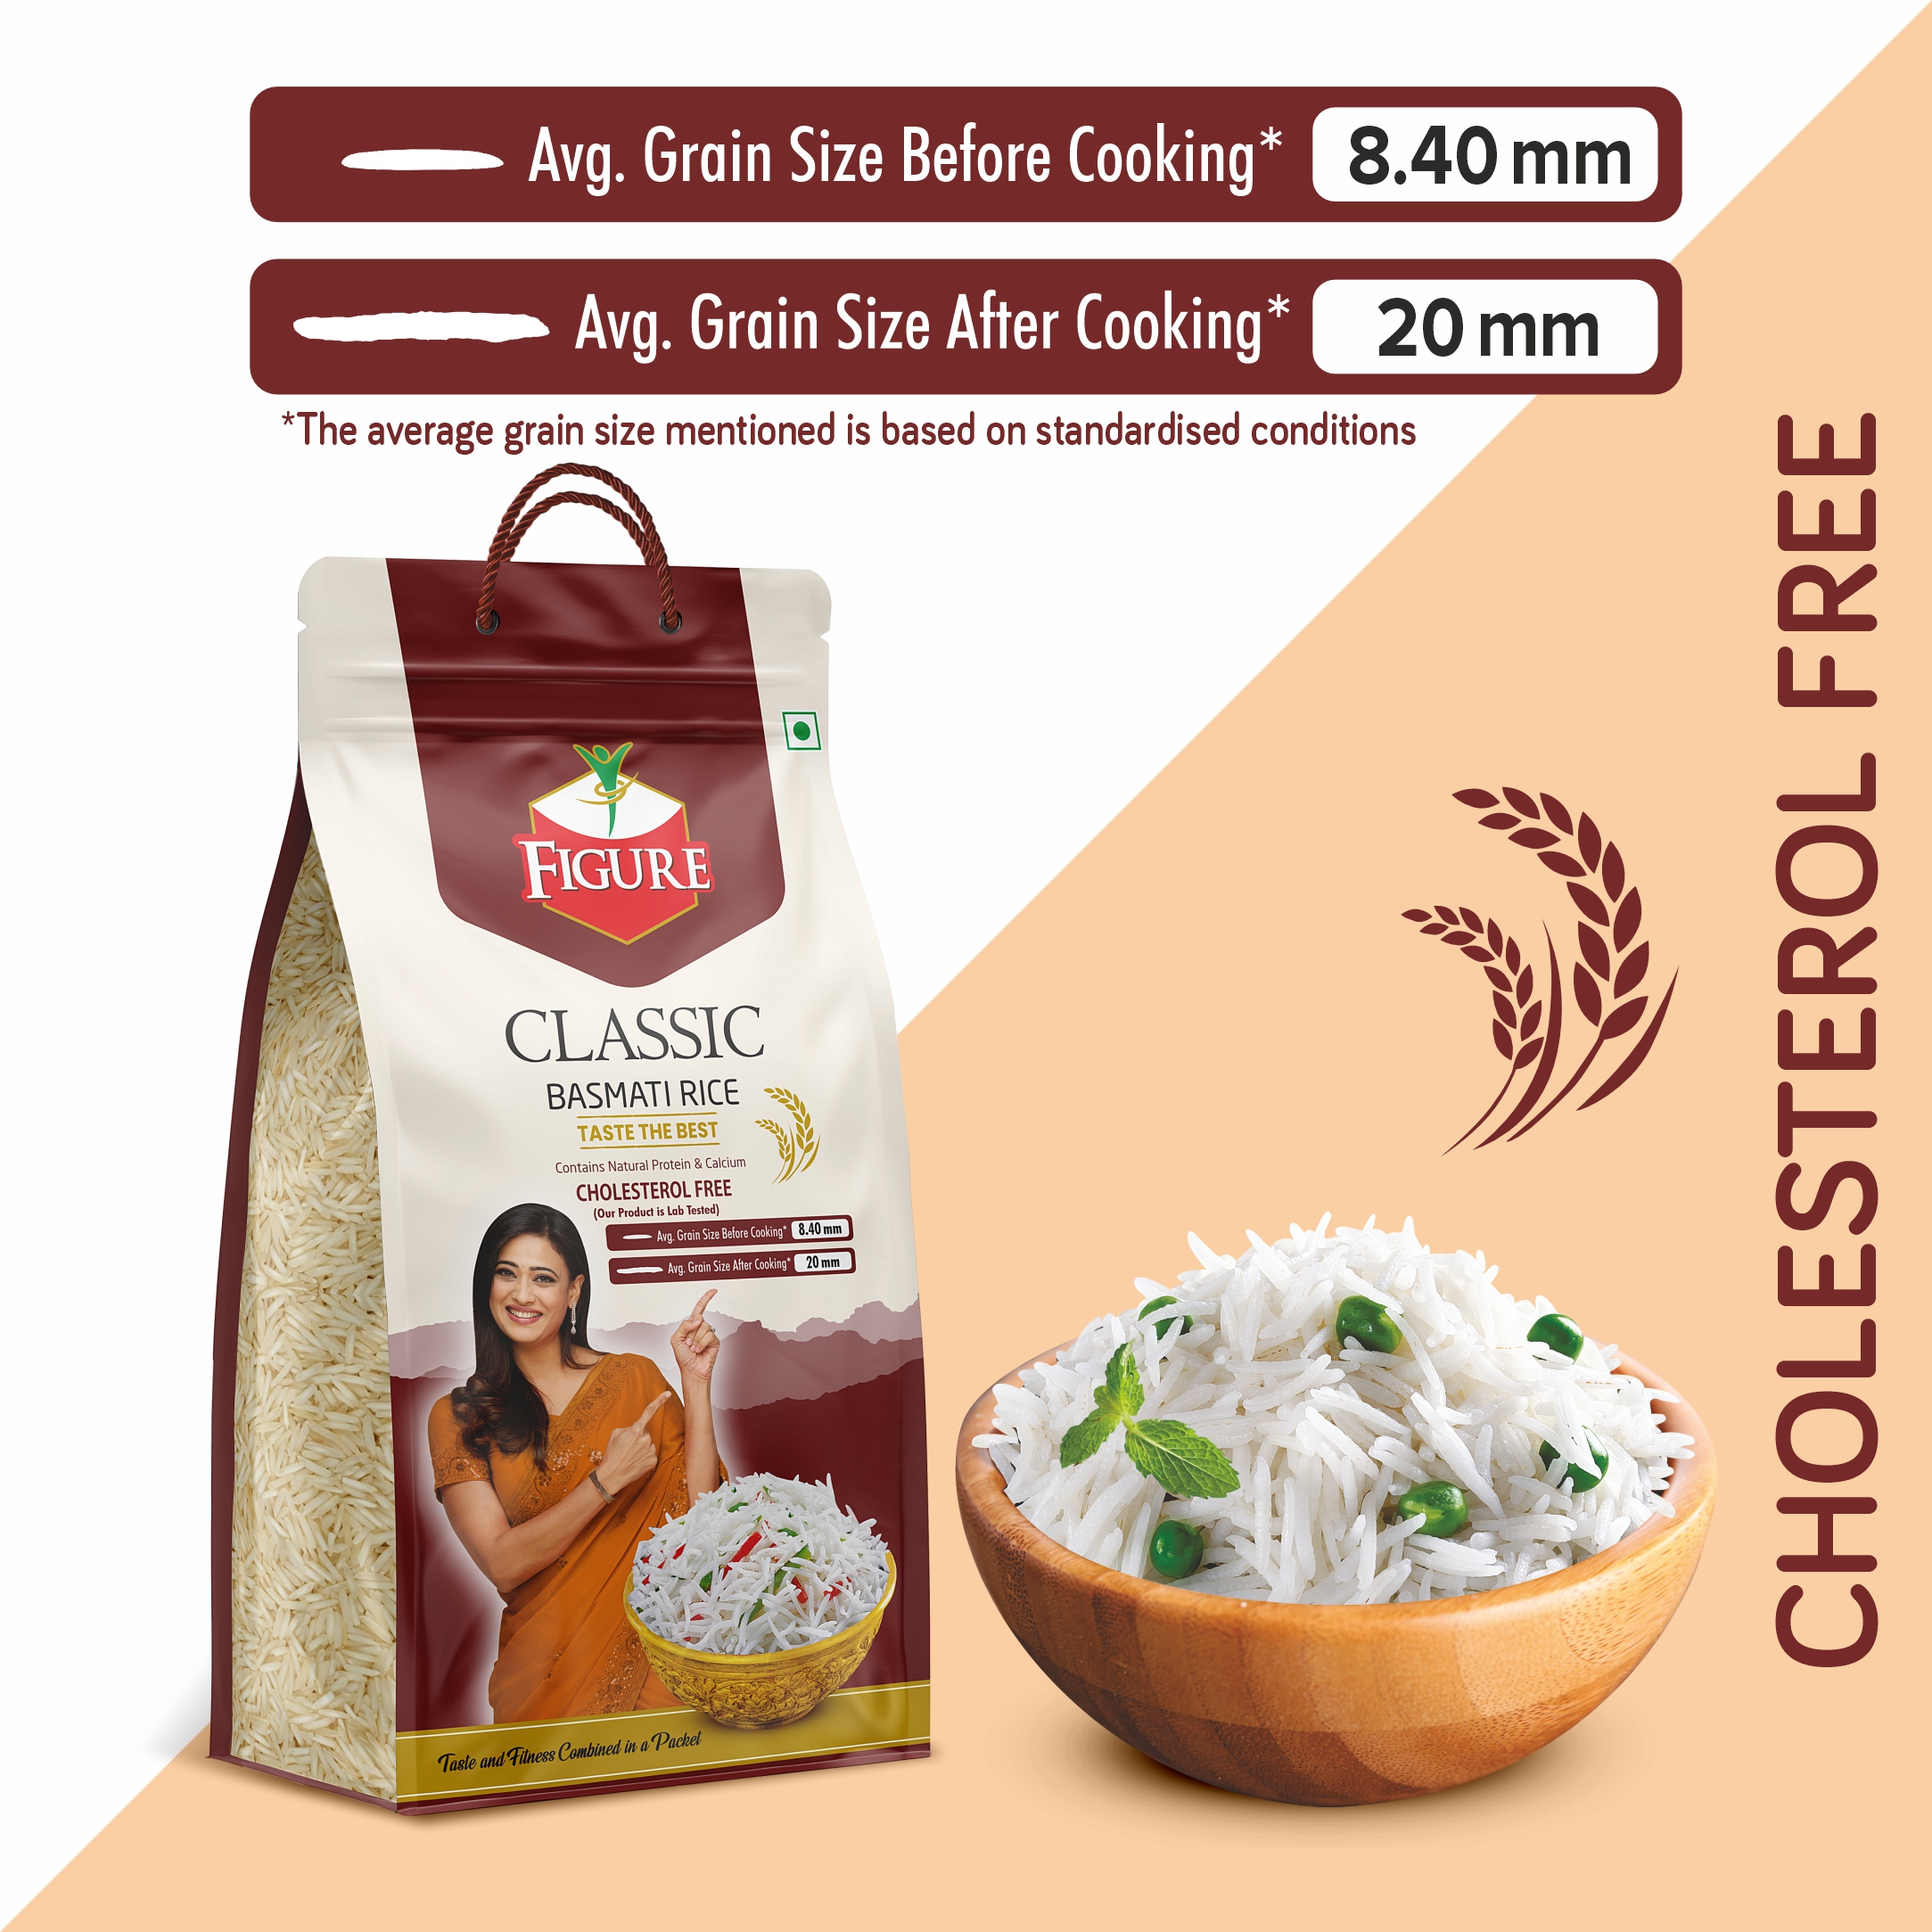 Avg. Grain Size Before Cooking* 8.40 mm
Avg. Grain Size After Cooking* 20 mm
*The average grain size mentioned is based on standardised conditions
FIGURE
CLASSIC
BASMATI RICE
TASTE THE BEST
Contains Natural Protein & Calcium
CHOLESTEROL FREE
(Our Product is Lab Tested)
Avg. Grain Size Before Cooking* 8.40 mm
Avg. Grain Size After Cooking* 20 mm
Taste and Fitness Combined in a Packet
CHOLESTEROL FREE